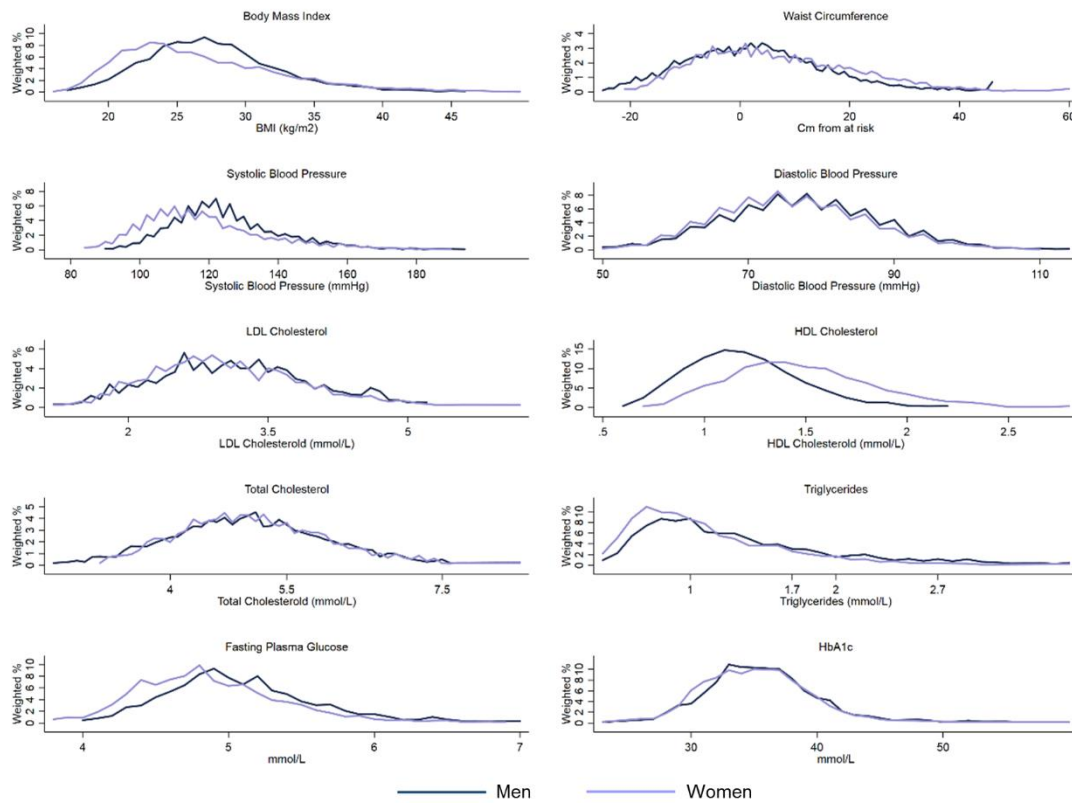 Body Mass Index
Weighted %
0 2 4 6 8 10
20 25 30 35 40 45
BMI (kg/m2)
Waist Circumference
Weighted %
0 1 2 3 4
-20 0 20 40 60
Cm from at risk
Systolic Blood Pressure
Weighted %
0 2 4 6 8
80 100 120 140 160 180
Systolic Blood Pressure (mmHg)
Diastolic Blood Pressure
Weighted %
0 2 4 6 8
50 70 90 110
Diastolic Blood Pressure (mmHg)
LDL Cholesterol
Weighted %
0 2 4 6
2 3.5 5
LDL Cholesterold (mmol/L)
HDL Cholesterol
Weighted %
0 5 10 15
.5 1 1.5 2 2.5
HDL Cholesterold (mmol/L)
Total Cholesterol
Weighted %
0 1 2 3 4 5
4 5.5 7.5
Total Cholesterold (mmol/L)
Triglycerides
Weighted %
0 2 4 6 8 10
1 1.7 2 2.7
Triglycerides (mmol/L)
Fasting Plasma Glucose
Weighted %
0 2 4 6 8 10
4 5 6 7
mmol/L
HbA1c
Weighted %
0 2 4 6 8 10
30 40 50
mmol/L
Men Women